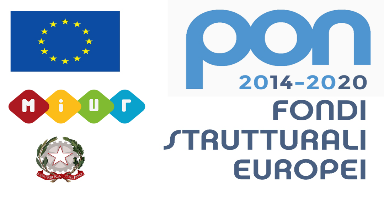 pon
2014-2020
miur
FONDI
STRUTTURALI
EUROPEI